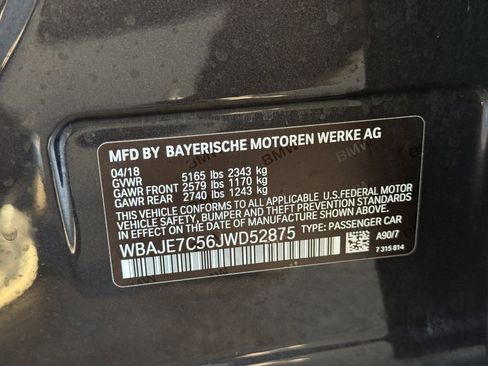 MFD BY BAYERISCHE MOTOREN WERKE AG
04/18
GVWR 5165 lbs 2343 kg
GAWR FRONT 2579 lbs 1170 kg
GAWR REAR 2740 lbs 1243 kg
THIS VEHICLE CONFORMS TO ALL APPLICABLE U.S.FEDERAL MOTOR
VEHICLE SAFETY, BUMPER, AND THEFT PREVENTION STANDARDS
IN EFFECT ON THE DATE OF MANUFACTURE SHOWN ABOVE.
WBAJE7C56JWD52875 TYPE: PASSENGER CAR
A90/7
7 315 814